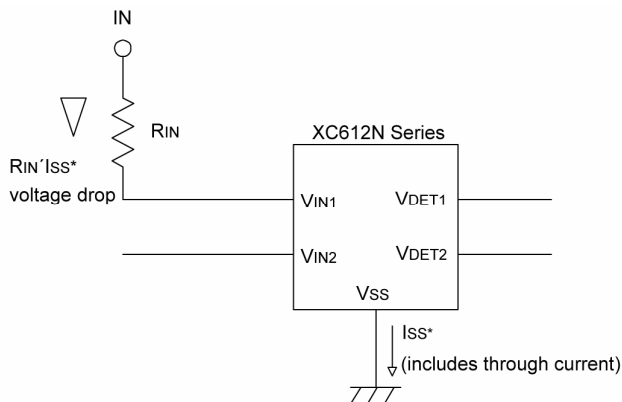 IN
RIN
XC612N Series
RIN´ISS*
voltage drop
VIN1
VDET1
VIN2
VDET2
VSS
ISS*
(includes through current)